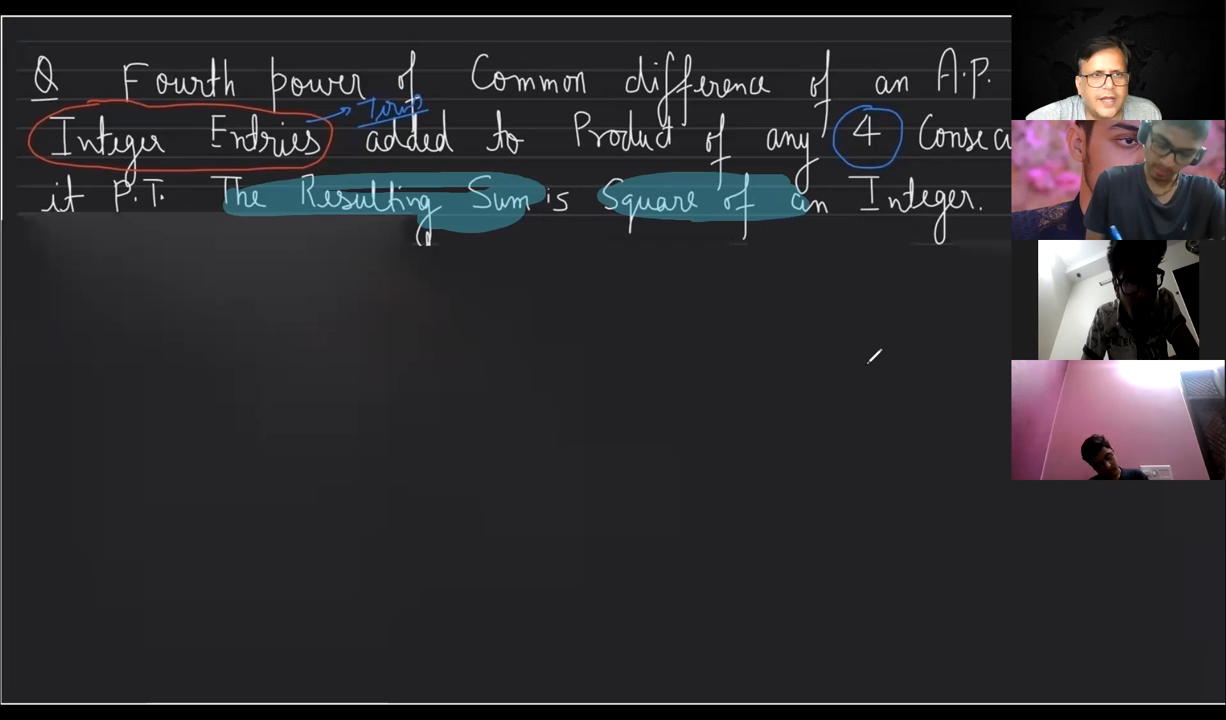 Q Fourth power of Common difference of an A.P.
Integer Entries → Terms added to Product of any 4
it P.T. The Resulting Sum is Square of an Integer.